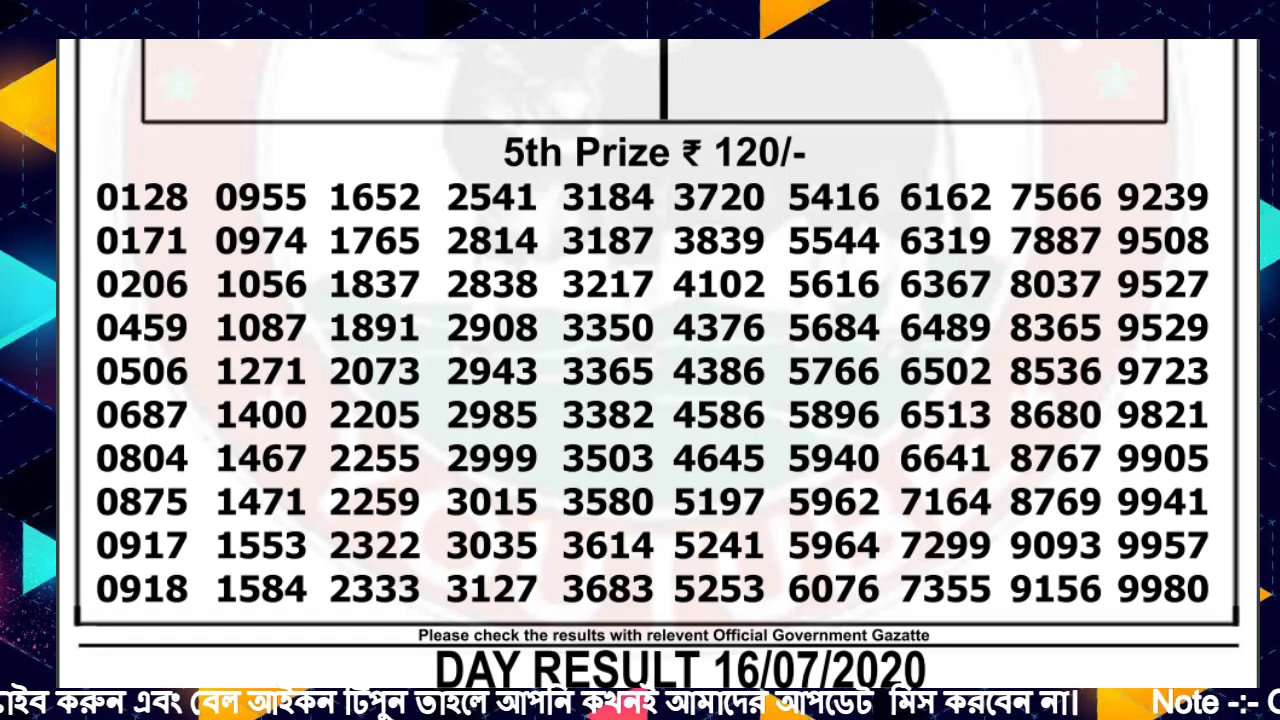 5th Prize ₹ 120/-
0128 0955 1652 2541 3184 3720 5416 6162 7566 9239
0171 0974 1765 2814 3187 3839 5544 6319 7887 9508
0206 1056 1837 2838 3217 4102 5616 6367 8037 9527
0459 1087 1891 2908 3350 4376 5684 6489 8365 9529
0506 1271 2073 2943 3365 4386 5766 6502 8536 9723
0687 1400 2205 2985 3382 4586 5896 6513 8680 9821
0804 1467 2255 2999 3503 4645 5940 6641 8767 9905
0875 1471 2259 3015 3580 5197 5962 7164 8769 9941
0917 1553 2322 3035 3614 5241 5964 7299 9093 9957
0918 1584 2333 3127 3683 5253 6076 7355 9156 9980
Please check the results with relevent Official Government Gazatte
DAY RESULT 16/07/2020
করুন এবং বেল আইকন টিপুন তাহলে আপনি কখনই আমাদের আপডেট মিস করবেন না। Note -:-